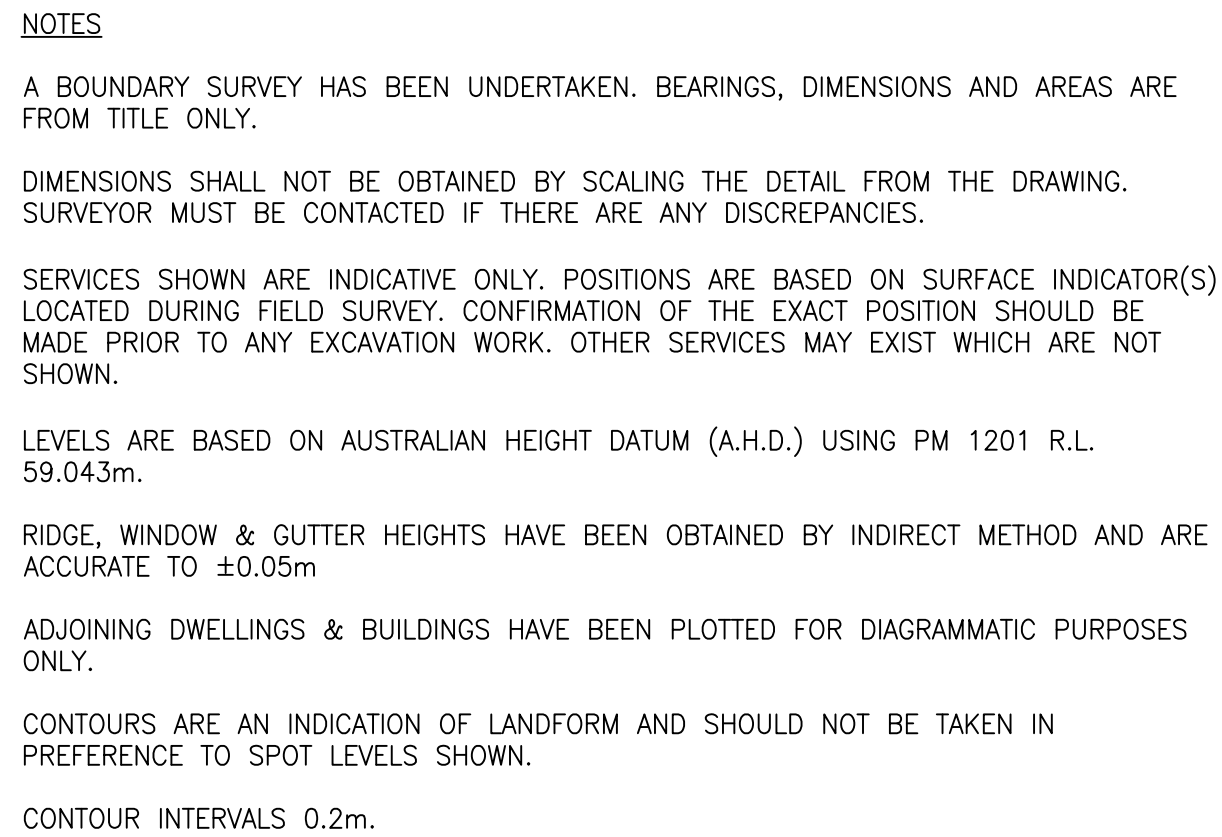 NOTES
A BOUNDARY SURVEY HAS BEEN UNDERTAKEN. BEARINGS, DIMENSIONS AND AREAS ARE
FROM TITLE ONLY.
DIMENSIONS SHALL NOT BE OBTAINED BY SCALING THE DETAIL FROM THE DRAWING.
SURVEYOR MUST BE CONTACTED IF THERE ARE ANY DISCREPANCIES.
SERVICES SHOWN ARE INDICATIVE ONLY. POSITIONS ARE BASED ON SURFACE INDICATOR(S)
LOCATED DURING FIELD SURVEY. CONFIRMATION OF THE EXACT POSITION SHOULD BE
MADE PRIOR TO ANY EXCAVATION WORK. OTHER SERVICES MAY EXIST WHICH ARE NOT
SHOWN.
LEVELS ARE BASED ON AUSTRALIAN HEIGHT DATUM (A.H.D.) USING PM 1201 R.L.
59.043m.
RIDGE, WINDOW & GUTTER HEIGHTS HAVE BEEN OBTAINED BY INDIRECT METHOD AND ARE
ACCURATE TO ±0.05m
ADJOINING DWELLINGS & BUILDINGS HAVE BEEN PLOTTED FOR DIAGRAMMATIC PURPOSES
ONLY.
CONTOURS ARE AN INDICATION OF LANDFORM AND SHOULD NOT BE TAKEN IN
PREFERENCE TO SPOT LEVELS SHOWN.
CONTOUR INTERVALS 0.2m.